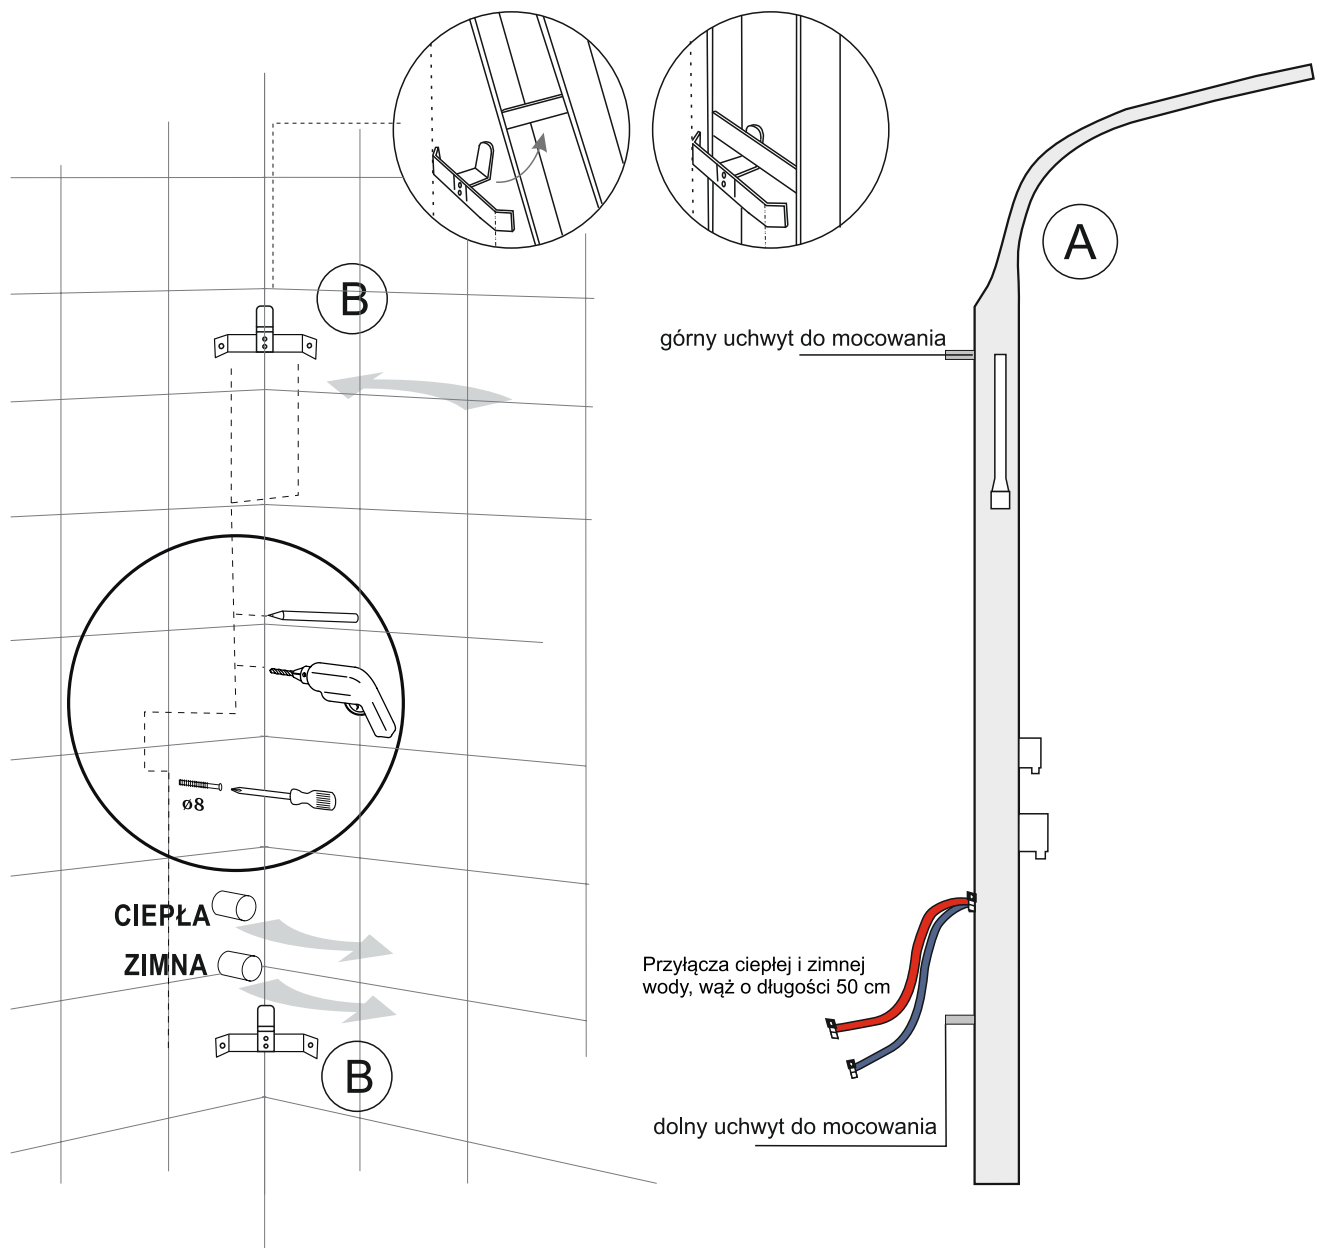 A
B
górny uchwyt do mocowania
ø8
CIEPŁA
ZIMNA
Przyłącza ciepłej i zimnej
wody, wąż o długości 50 cm
B
dolny uchwyt do mocowania